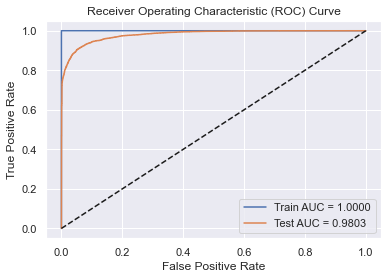 Receiver Operating Characteristic (ROC) Curve
True Positive Rate
1.0
0.8
0.6
0.4
0.2
0.0
Train AUC = 1.0000
Test AUC = 0.9803
0.0 0.2 0.4 0.6 0.8 1.0
False Positive Rate